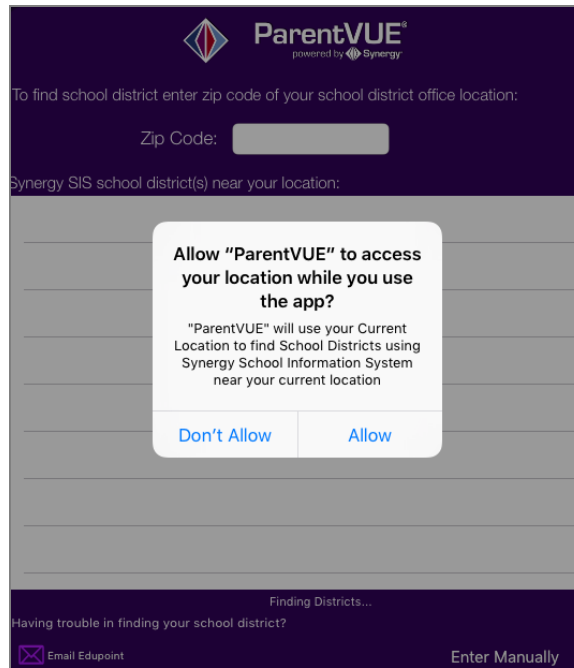 ParentVUE®
powered by Synergy
To find school district enter zip code of your school district office location:
Zip Code:
Synergy SIS school district(s) near your location:
Allow “ParentVUE” to access
your location while you use
the app?
"ParentVUE" will use your Current
Location to find School Districts using
Synergy School Information System
near your current location
Don’t Allow Allow
Finding Districts...
Having trouble in finding your school district?
Email Edupoint Enter Manually